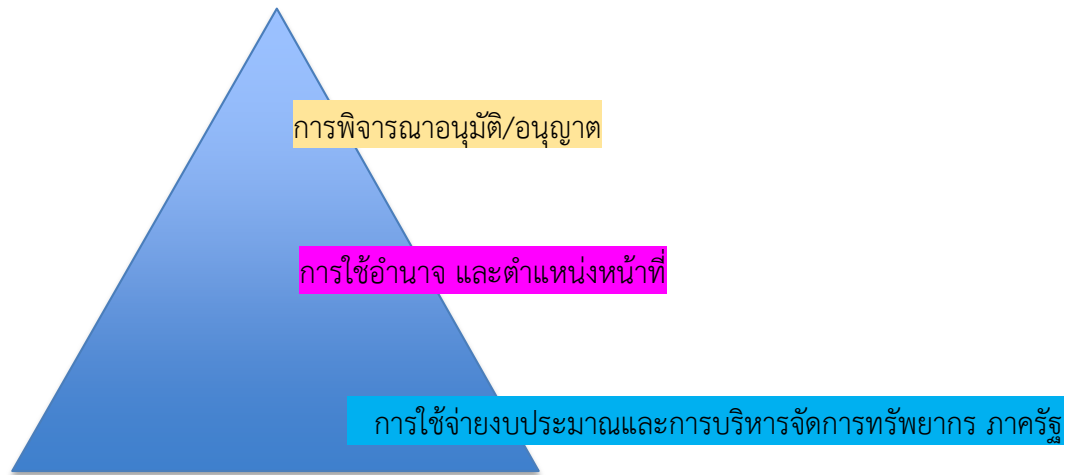 การพิจารณาอนุมัติ/อนุญาต
การใช้อำนาจ และตำแหน่งหน้าที่
การใช้จ่ายงบประมาณและการบริหารจัดการทรัพยากร ภาครัฐ